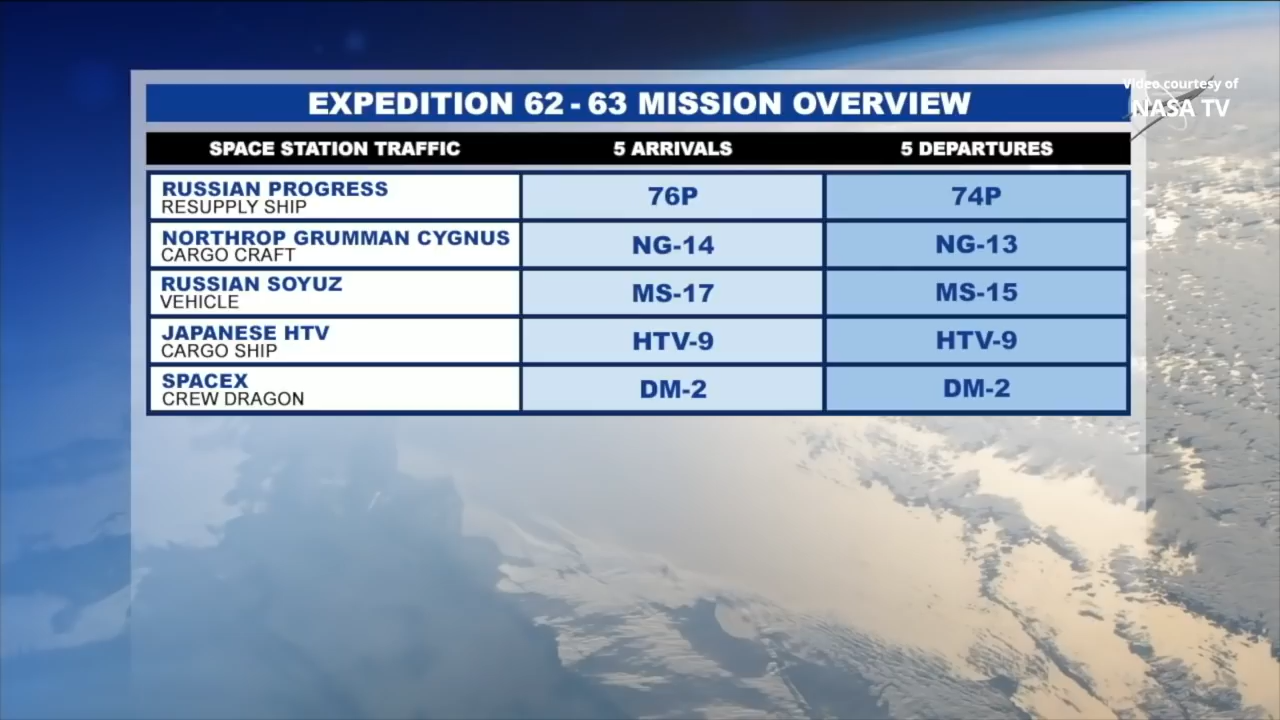 Video courtesy of
NASA TV
EXPEDITION 62 - 63 MISSION OVERVIEW
SPACE STATION TRAFFIC 5 ARRIVALS 5 DEPARTURES
RUSSIAN PROGRESS
RESUPPLY SHIP
76P 74P
NORTHROP GRUMMAN CYGNUS
CARGO CRAFT
NG-14 NG-13
RUSSIAN SOYUZ
VEHICLE
MS-17 MS-15
JAPANESE HTV
CARGO SHIP
HTV-9 HTV-9
SPACEX
CREW DRAGON
DM-2 DM-2